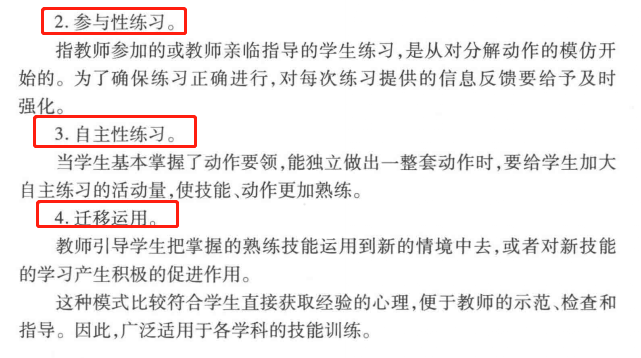 2. 参与性练习。
指教师参加的或教师亲临指导的学生练习,是从对分解动作的模仿开
始的。为了确保练习正确进行,对每次练习提供的信息反馈要给予及时
强化。
3. 自主性练习。
当学生基本掌握了动作要领,能独立做出一整套动作时,要给学生加大
自主练习的活动量,使技能、动作更加熟练。
4. 迁移运用。
教师引导学生把掌握的熟练技能运用到新的情境中去,或者对新技能
的学习产生积极的促进作用。
这种模式比较符合学生直接获取经验的心理,便于教师的示范、检查和
指导。因此,广泛适用于各学科的技能训练。